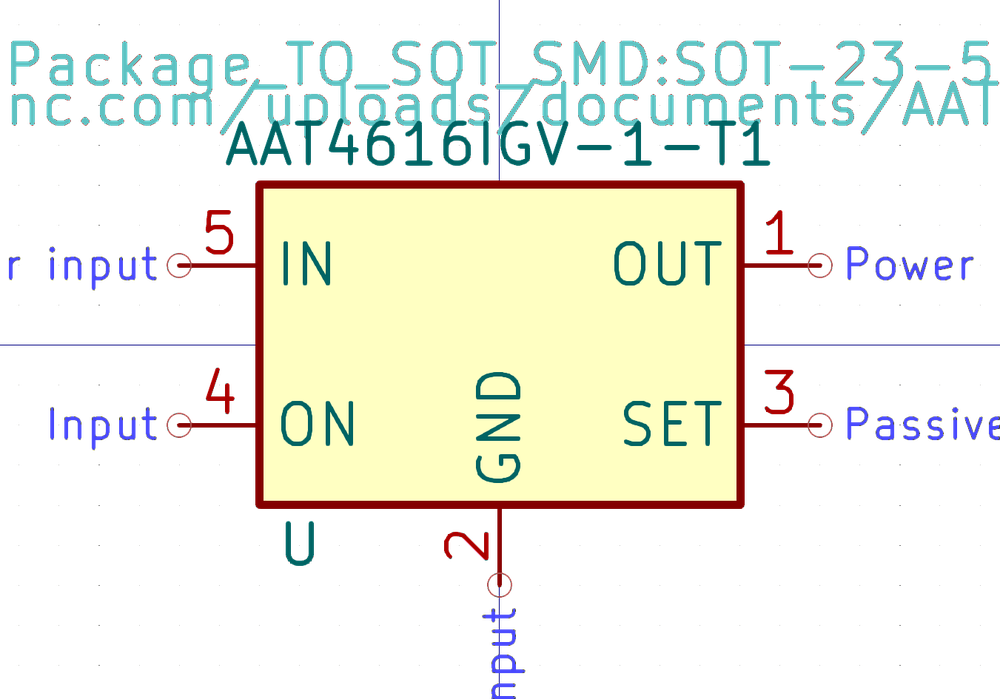 Package_TO_SOT_SMD:SOT-23-5
nc.com/uploads/documents/AAT
AAT4616IGV-1-T1
5 1
r input IN OUT Power
4 3
Input ON GND SET Passive
U 2
nput